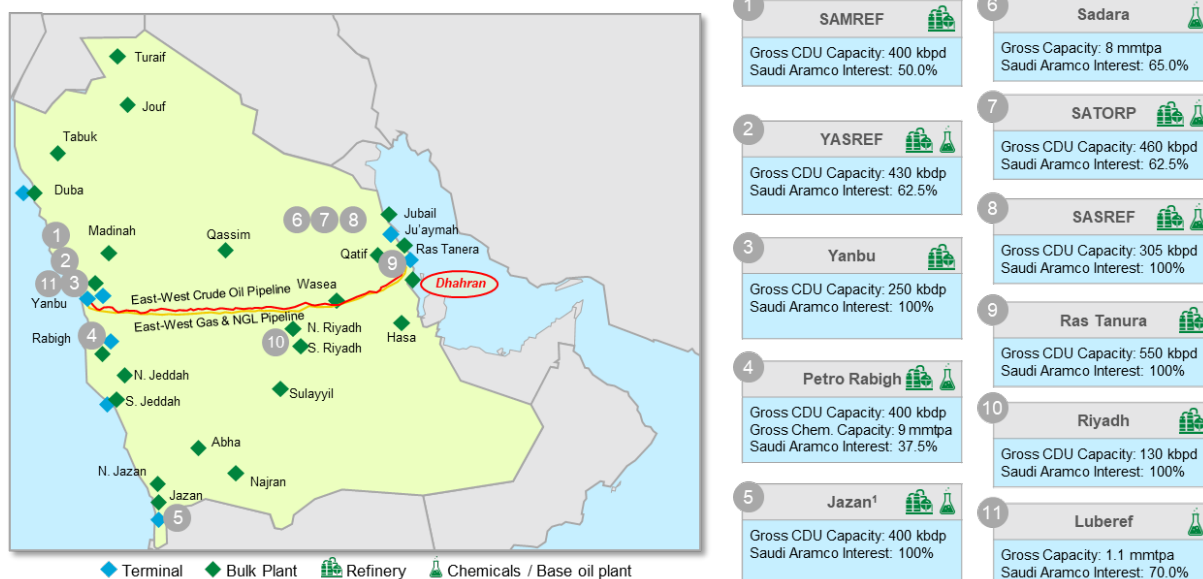 Turaif
Jouf
Tabuk
Duba
1
2
11
3
Madinah
Yanbu
Qassim
6
7
8
Jubail
Ju'aymah
Qatif
Ras Tanera
9
Dhahran
Wasea
East-West Crude Oil Pipeline
East-West Gas & NGL Pipeline
Rabigh
4
10
N. Riyadh
S. Riyadh
Hasa
N. Jeddah
S. Jeddah
Sulayyil
Abha
Najran
N. Jazan
Jazan
5
Terminal
Bulk Plant
Refinery
Chemicals / Base oil plant
1
SAMREF
Gross CDU Capacity: 400 kbpd
Saudi Aramco Interest: 50.0%
2
YASREF
Gross CDU Capacity: 430 kbdp
Saudi Aramco Interest: 62.5%
3
Yanbu
Gross CDU Capacity: 250 kbdp
Saudi Aramco Interest: 100%
4
Petro Rabigh
Gross CDU Capacity: 400 kbdp
Gross Chem. Capacity: 9 mmtpa
Saudi Aramco Interest: 37.5%
5
Jazan¹
Gross CDU Capacity: 400 kbdp
Saudi Aramco Interest: 100%
6
Sadara
Gross Capacity: 8 mmtpa
Saudi Aramco Interest: 65.0%
7
SATORP
Gross CDU Capacity: 460 kbpd
Saudi Aramco Interest: 62.5%
8
SASREF
Gross CDU Capacity: 305 kbpd
Saudi Aramco Interest: 100%
9
Ras Tanura
Gross CDU Capacity: 550 kbpd
Saudi Aramco Interest: 100%
10
Riyadh
Gross CDU Capacity: 130 kbpd
Saudi Aramco Interest: 100%
11
Luberef
Gross Capacity: 1.1 mmtpa
Saudi Aramco Interest: 70.0%